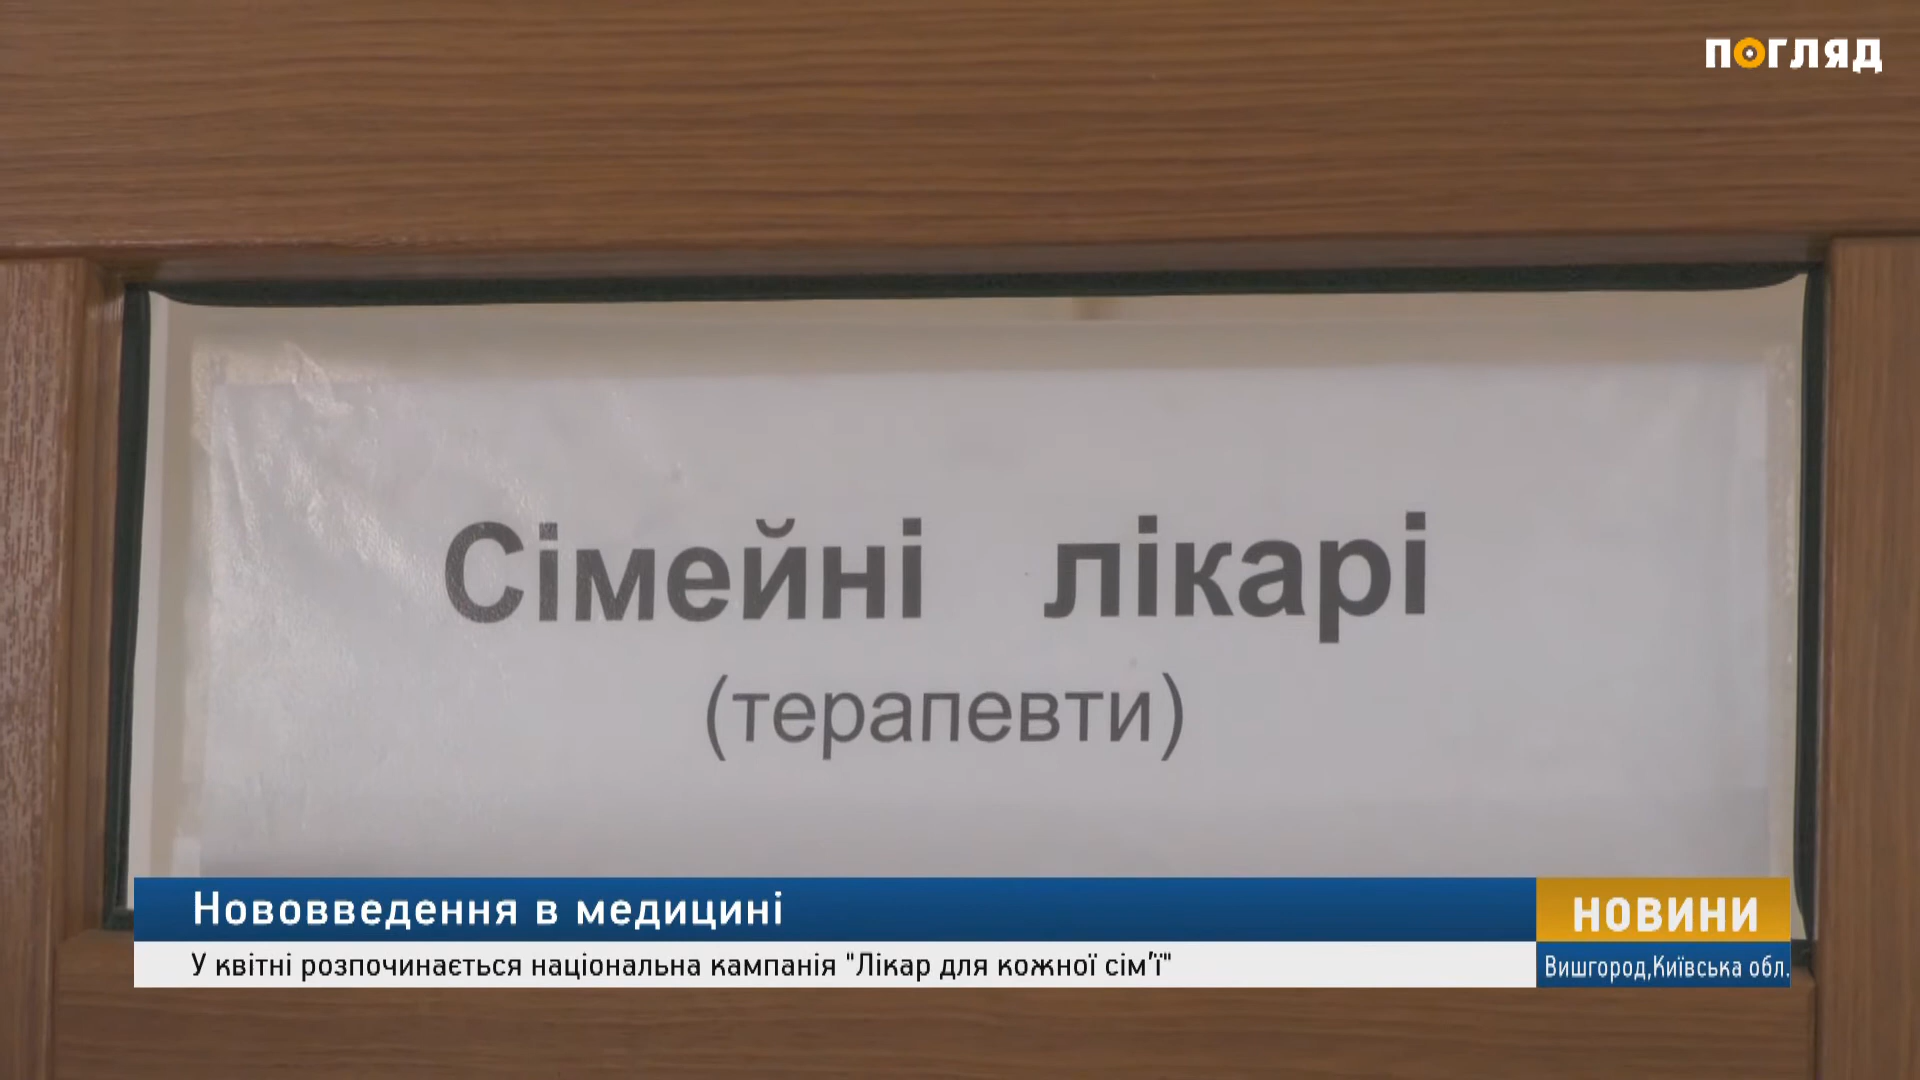 ПОГЛЯД
Сімейні лікарі
(терапевти)
Нововведення в медицині
НОВИНИ
У квітні розпочинається національна кампанія "Лікар для кожної сім'ї"
Вишгород,Київська обл.